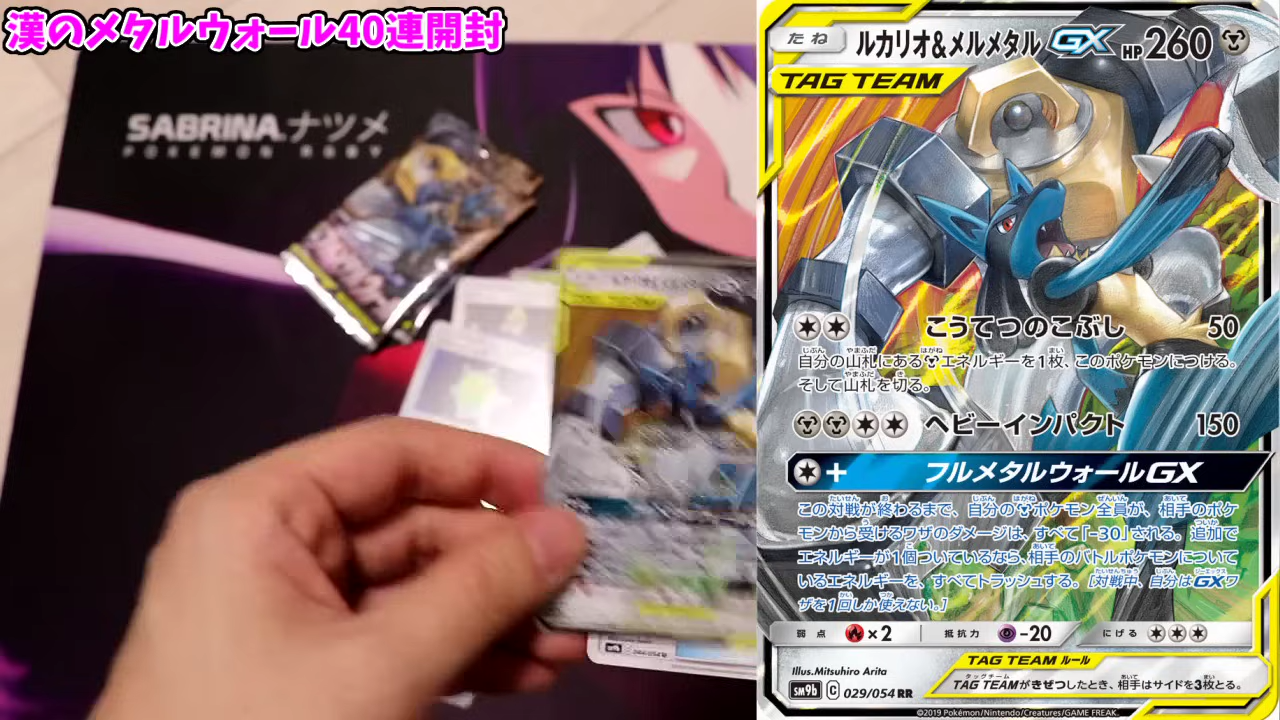 漢のメタルウォール40連開封
SABRINA.ナツメ
たね ルカリオ&メルメタル GX HP 260
TAG TEAM
こうてつのこぶし 50
自分の山札にあるエネルギーを1枚、このポケモンにつける。
そして山札を切る。
ヘビーインパクト 150
+ フルメタルウォールGX
この対戦が終わるまで、自分のポケモン全員が、相手のポケ
モンから受けるワザのダメージは、すべて「-30」される。追加で
エネルギーが1個ついているなら、相手のバトルポケモンについて
いるエネルギーを、すべてトラッシュする。[対戦中、自分はGXワ
ザを1回しか使えない。]
弱点 ×2 抵抗力 -20 にげる
Illus.Mitsuhiro Arita
TAG TEAM ルール
sm9b C 029/054 RR
TAG TEAMがきぜつしたとき、相手はサイドを3枚とる。
©2019 Pokémon/Nintendo/Creatures/GAME FREAK.